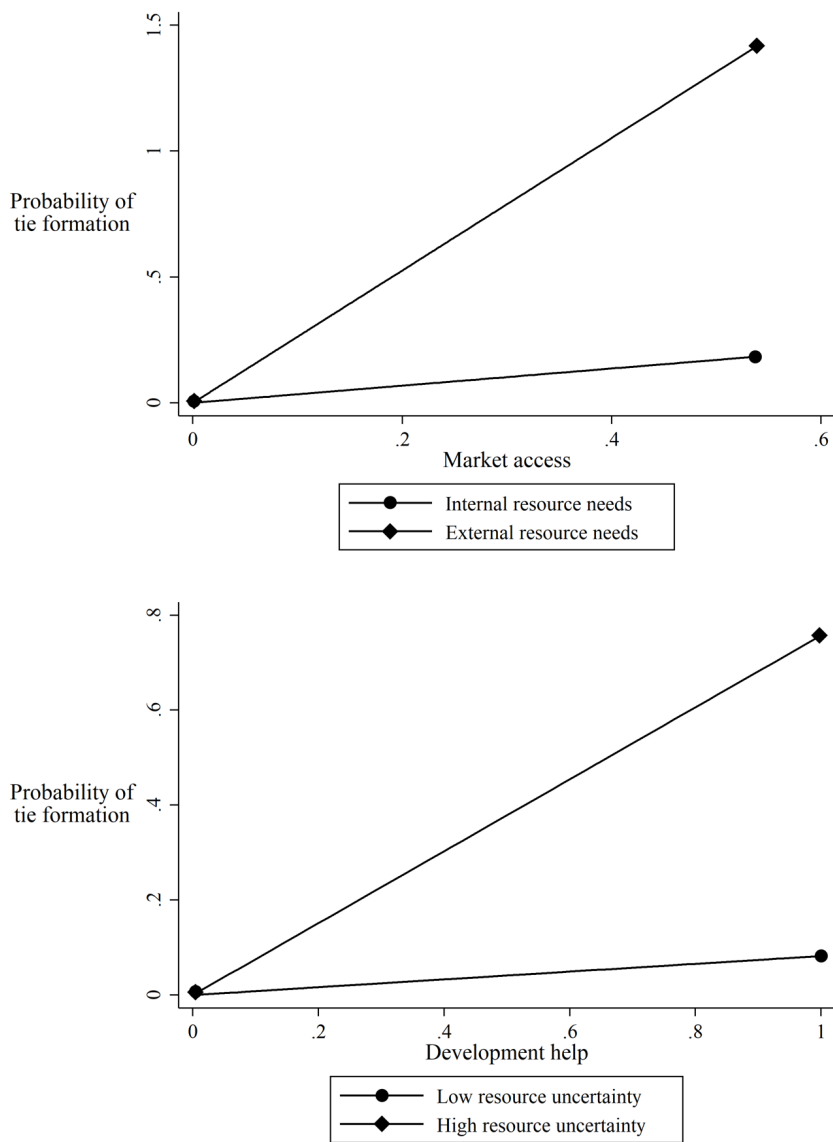 1.5
1
Probability of
tie formation
.5
0
0 .2 .4 .6
Market access
Internal resource needs
External resource needs
.8
.6
Probability of
tie formation
.4
.2
0
0 .2 .4 .6 .8 1
Development help
Low resource uncertainty
High resource uncertainty